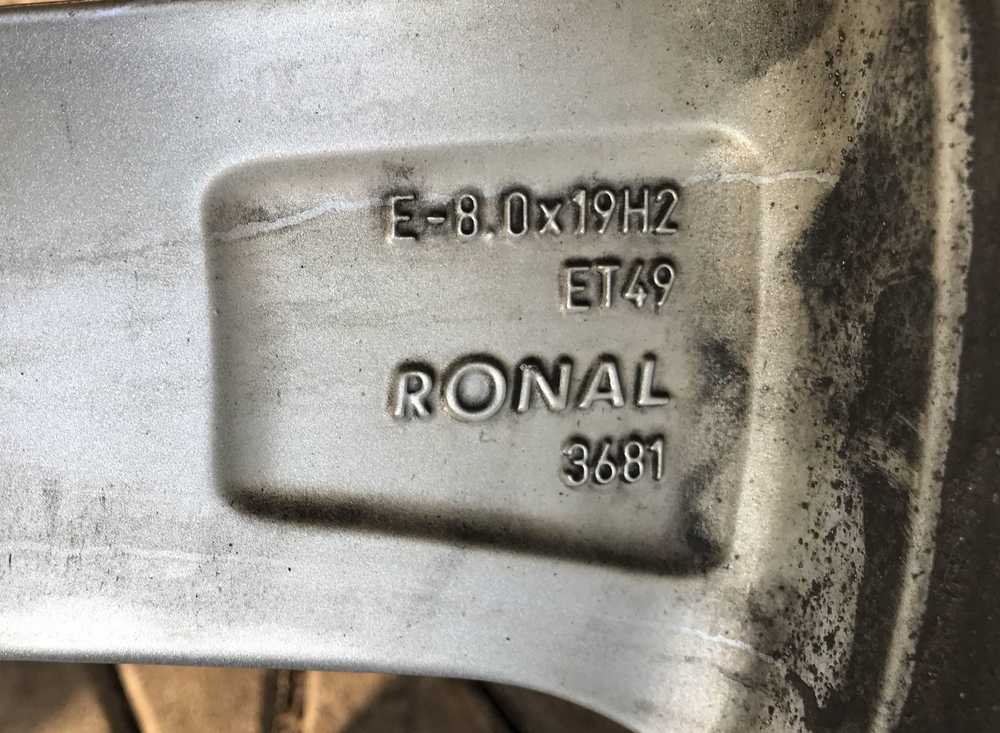 E-8.0x19H2
ET49
RONAL
3681